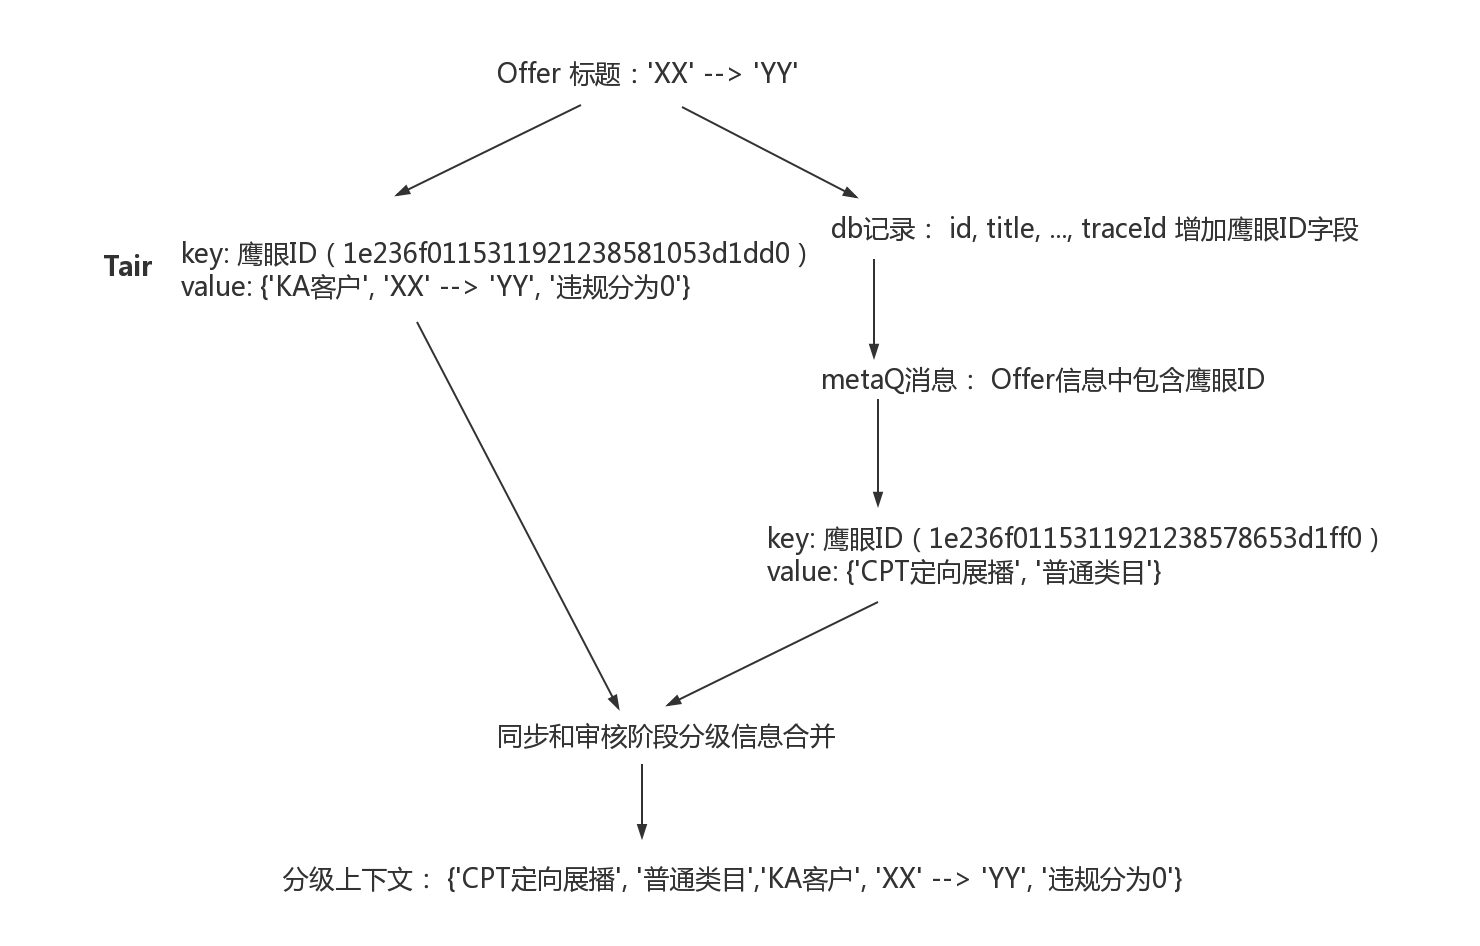 Offer 标题：'XX' --> 'YY'
Tair
key: 鹰眼ID（1e236f0115311921238581053d1dd0）
value: {'KA客户', 'XX' --> 'YY', '违规分为0'}
db记录： id, title, ..., traceId 增加鹰眼ID字段
metaQ消息： Offer信息中包含鹰眼ID
key: 鹰眼ID（1e236f0115311921238578653d1ff0）
value: {'CPT定向展播', '普通类目'}
同步和审核阶段分级信息合并
分级上下文： {'CPT定向展播', '普通类目','KA客户', 'XX' --> 'YY', '违规分为0'}